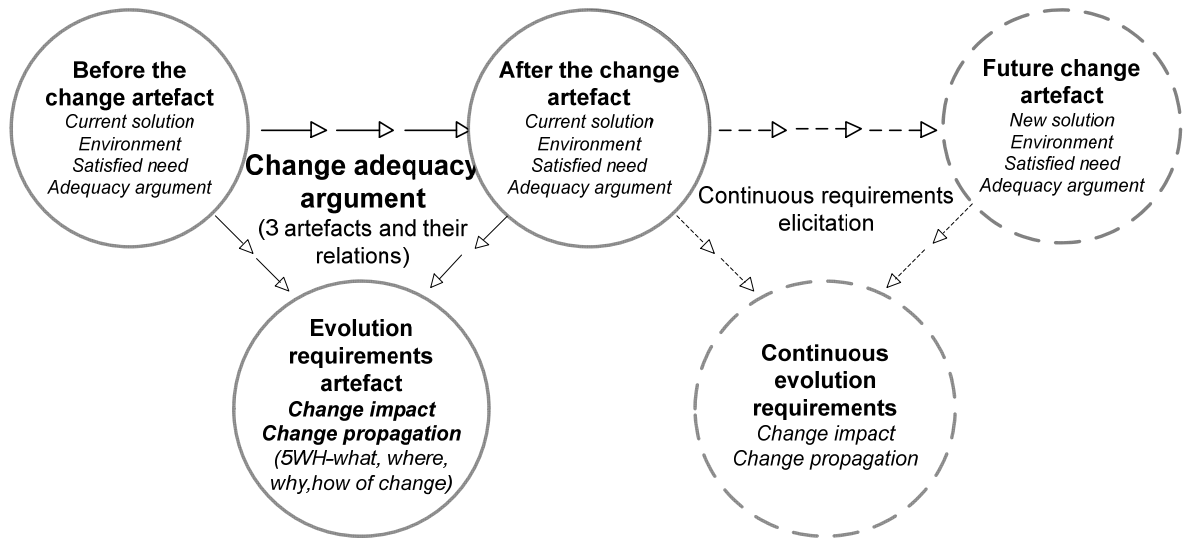 Before the
change artefact
Current solution
Environment
Satisfied need
Adequacy argument
Change adequacy
argument
(3 artefacts and their
relations)
After the change
artefact
Current solution
Environment
Satisfied need
Adequacy argument
Continuous requirements
elicitation
Future change
artefact
New solution
Environment
Satisfied need
Adequacy argument
Evolution
requirements
artefact
Change impact
Change propagation
(5WH-what, where,
why,how of change)
Continuous
evolution
requirements
Change impact
Change propagation